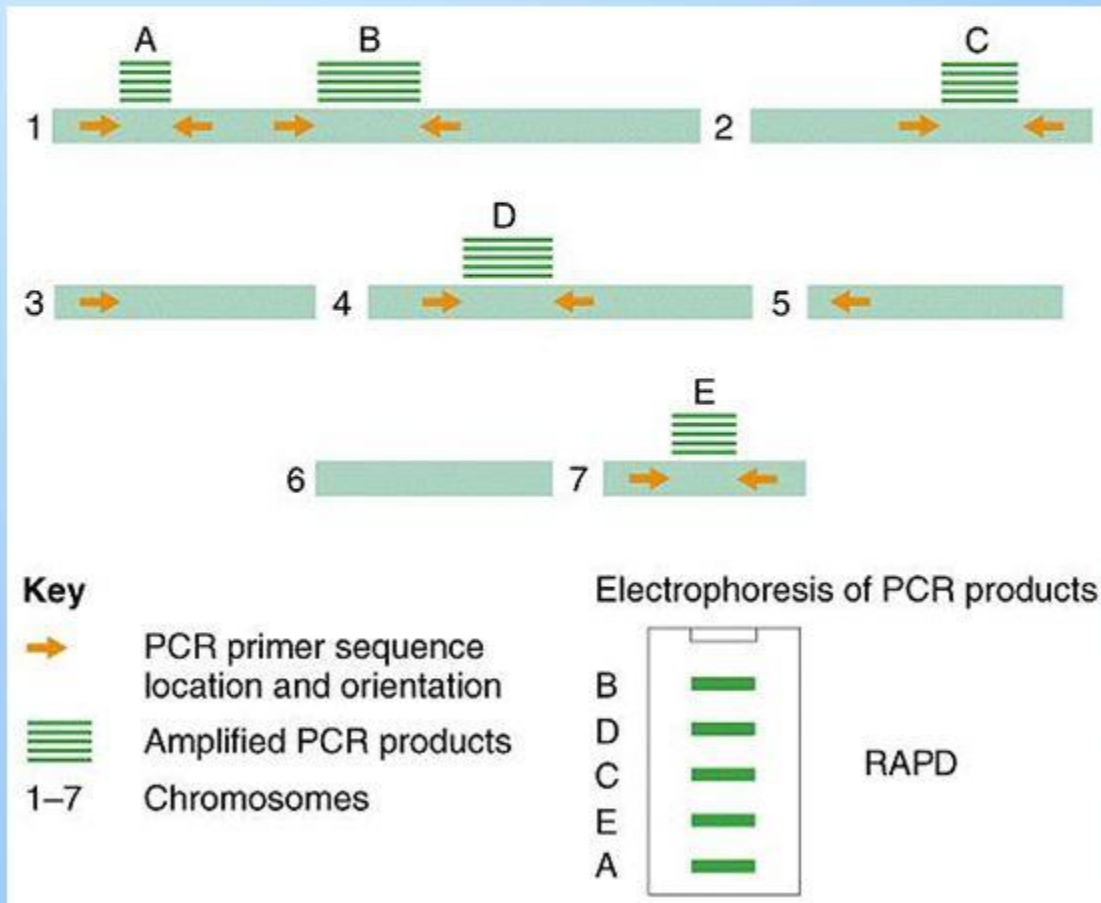 A B C
1 2
D
3 4 5
E
6 7
Key
PCR primer sequence
location and orientation
Amplified PCR products
1–7 Chromosomes
Electrophoresis of PCR products
B
D
C
E
A
RAPD